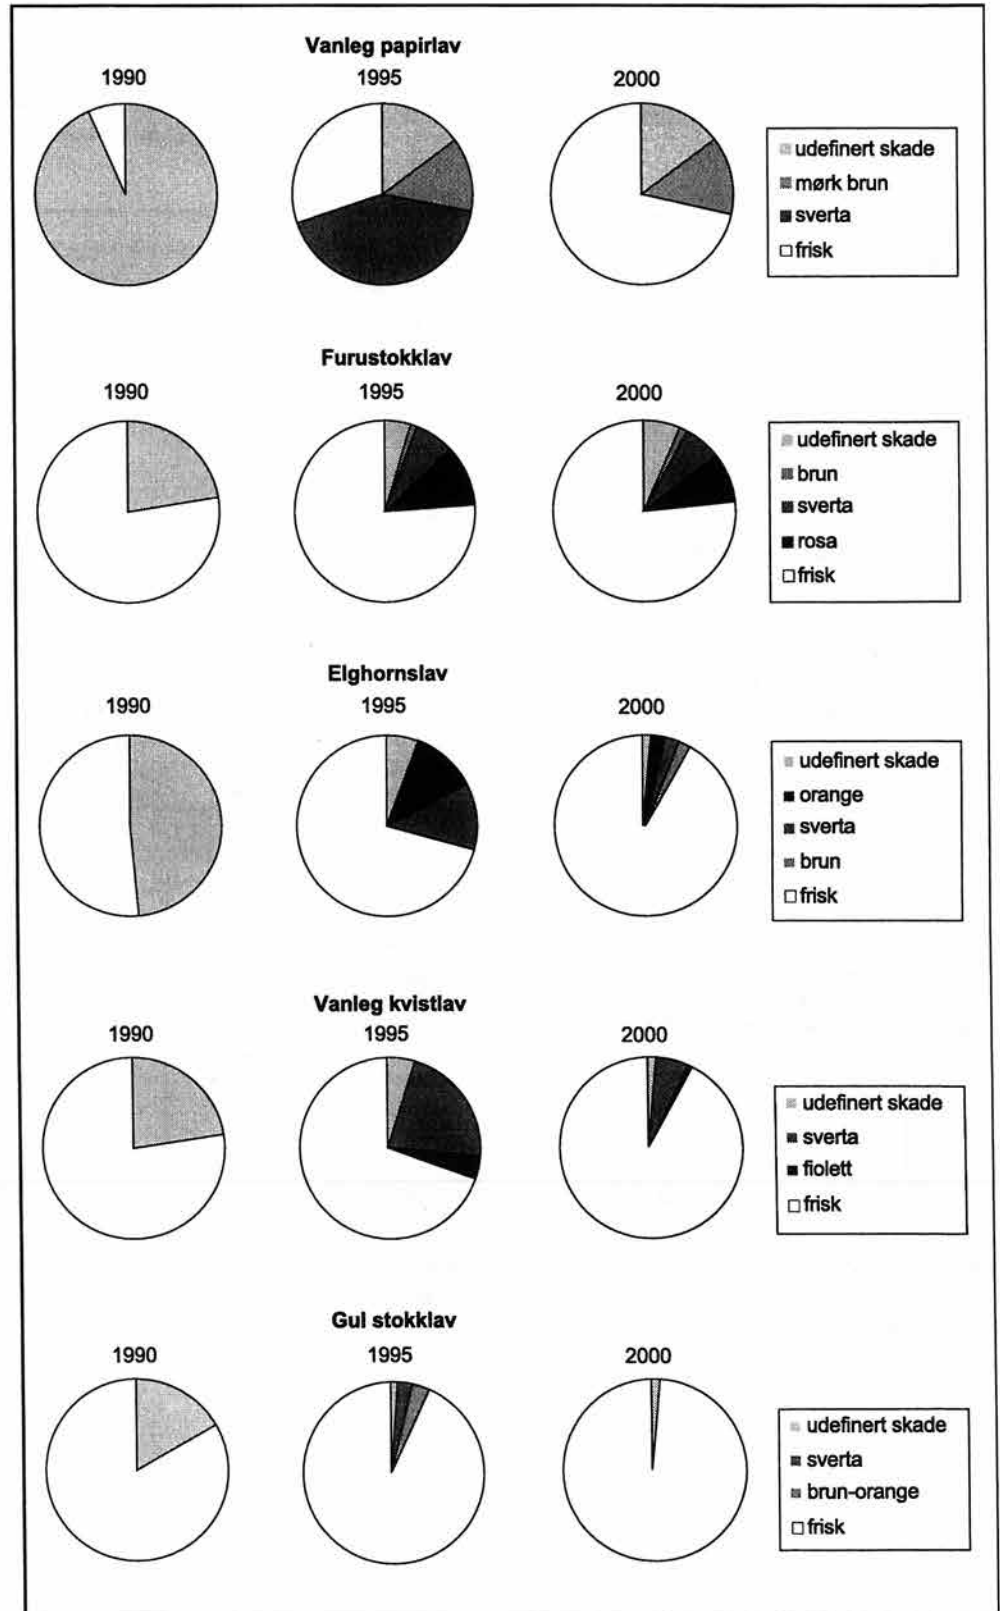 Vanleg papirlav
1990
1995
2000
udefinert skade
mørk brun
sverta
frisk
Furustokklav
1990
1995
2000
udefinert skade
brun
sverta
rosa
frisk
Elghornslav
1990
1995
2000
udefinert skade
orange
sverta
brun
frisk
Vanleg kvistlav
1990
1995
2000
udefinert skade
sverta
fiolett
frisk
Gul stokklav
1990
1995
2000
udefinert skade
sverta
brun-orange
frisk